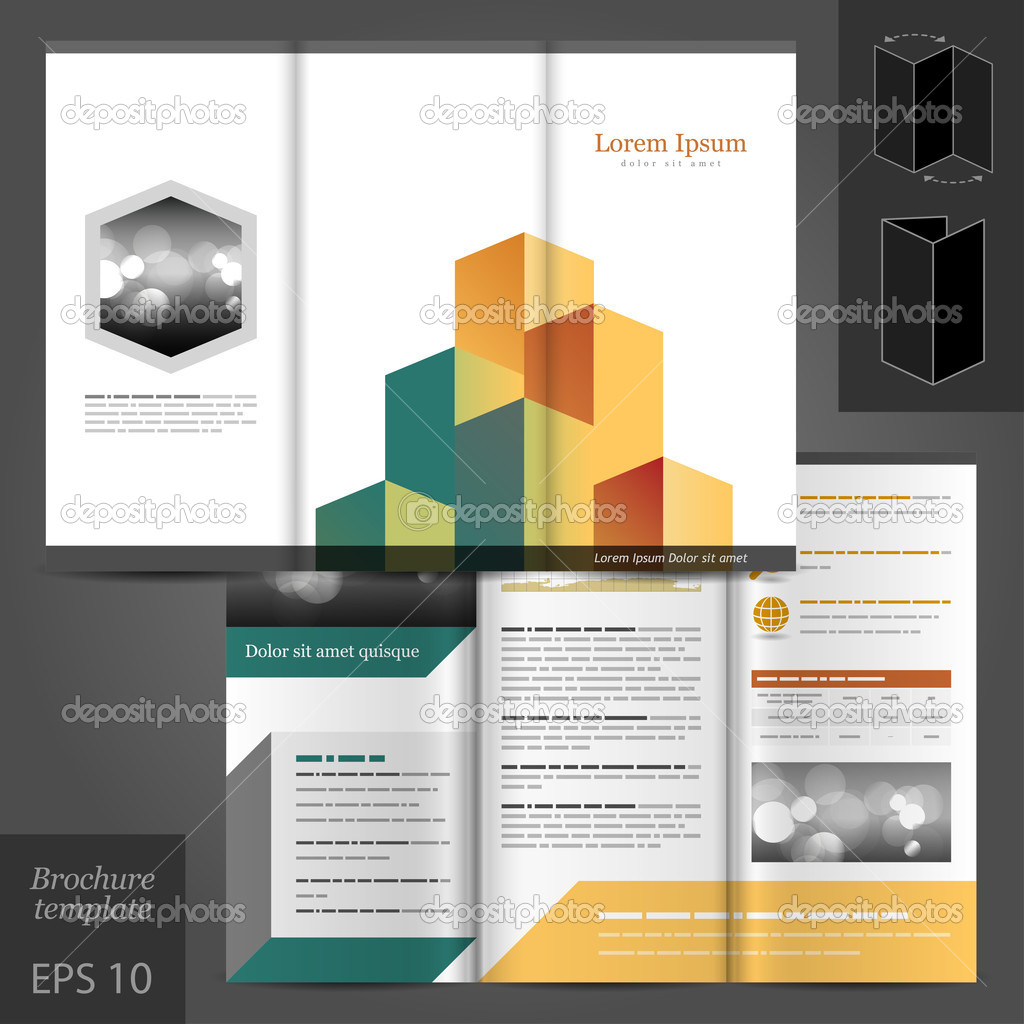 depositphotos depositphotos depositphotos
Lorem Ipsum
dolor sit amet
depositphotos depositphotos depositphotos
depositphotos depositphotos depositphotos
Lorem Ipsum Dolor sit amet
Dolor sit amet quisque
depositphotos depositphotos depositphotos
Brochure
template
depositphotos depositphotos depositphotos
EPS 10